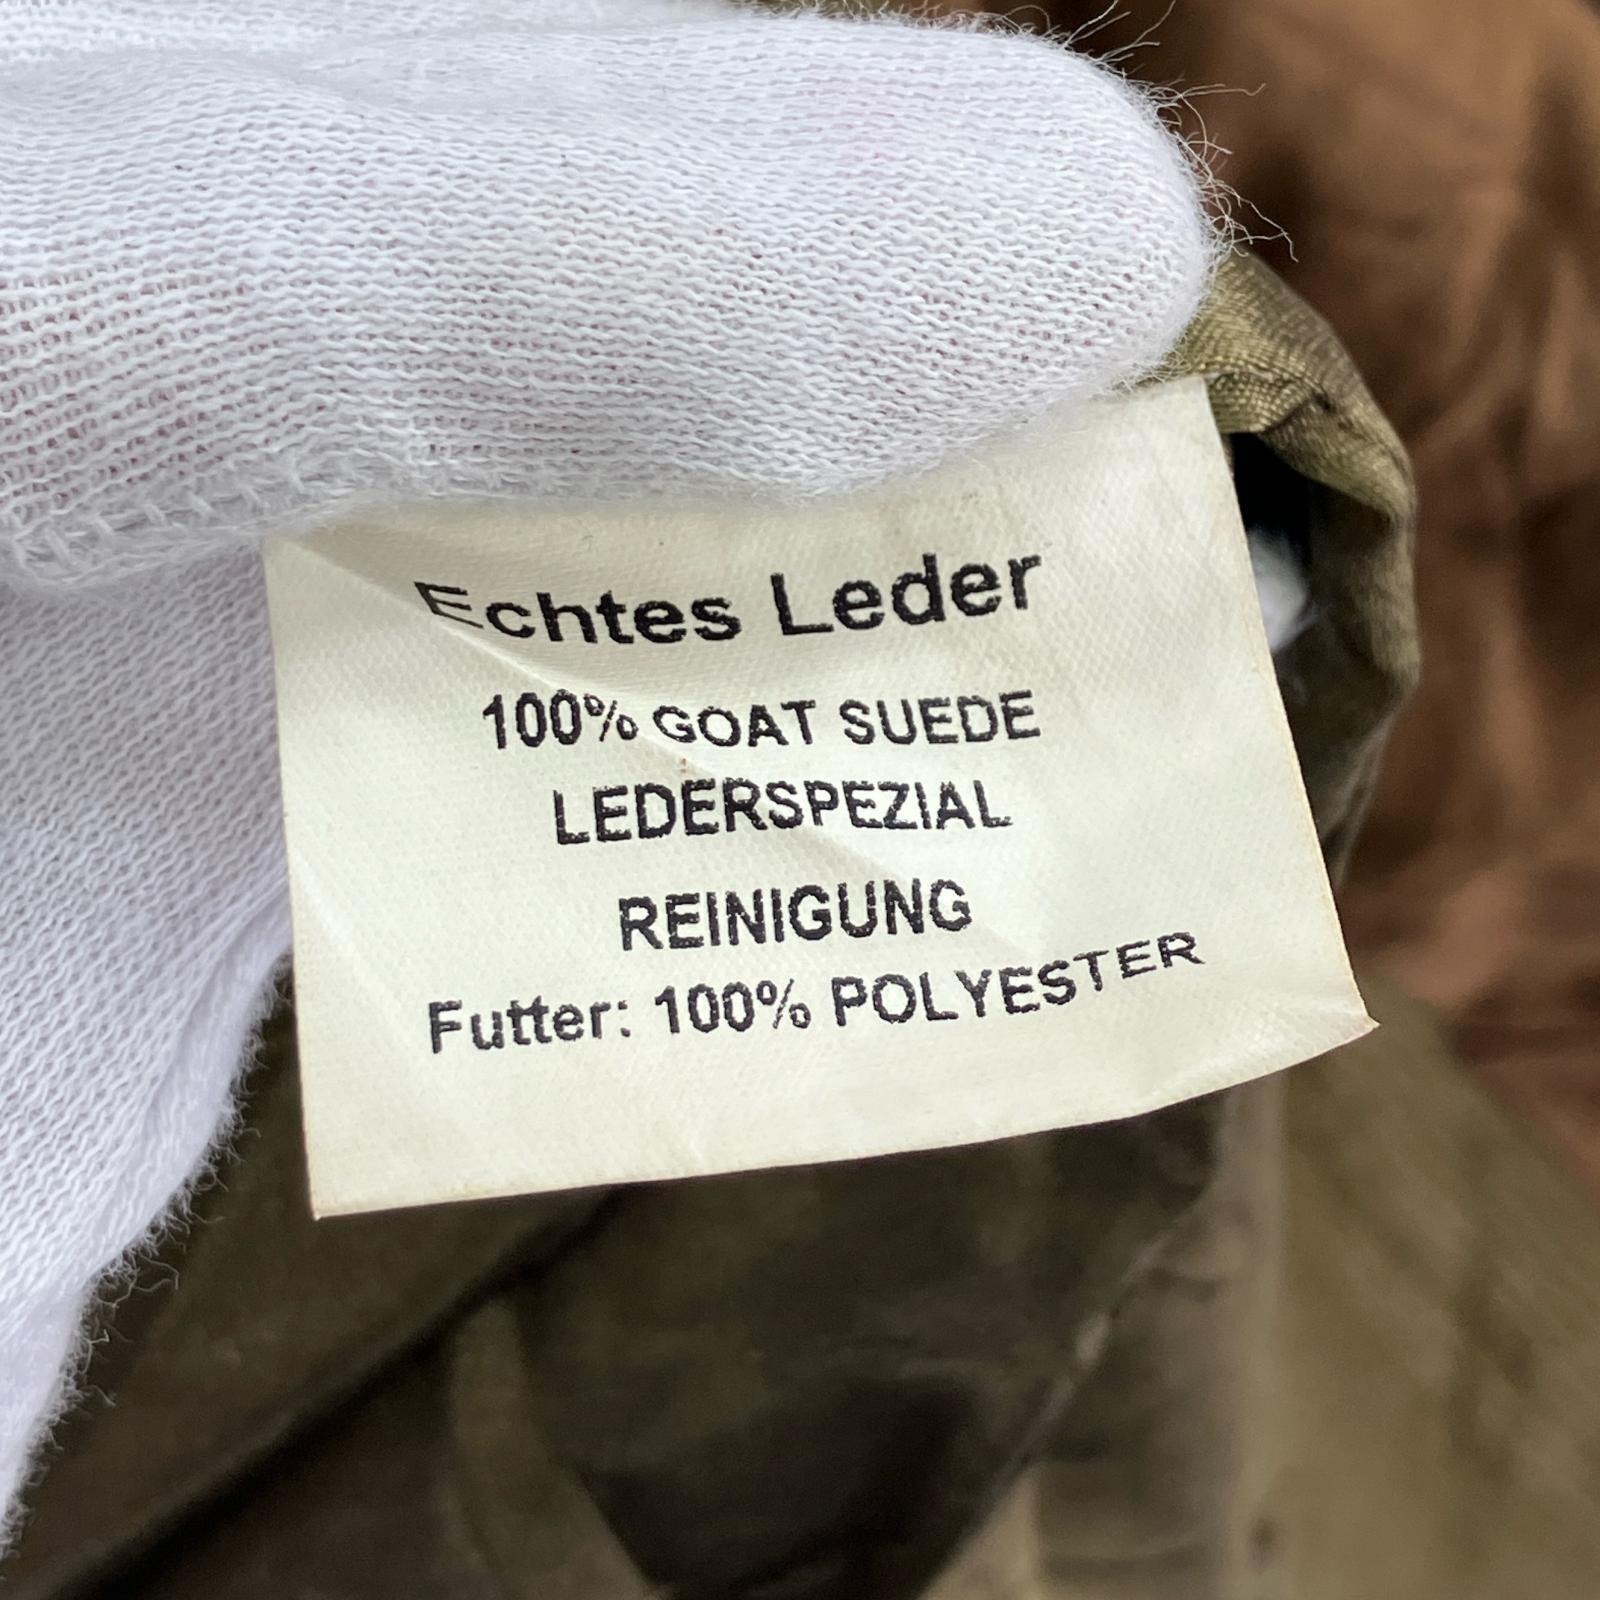 Echtes Leder
100% GOAT SUEDE
LEDERSPEZIAL
REINIGUNG
Futter: 100% POLYESTER